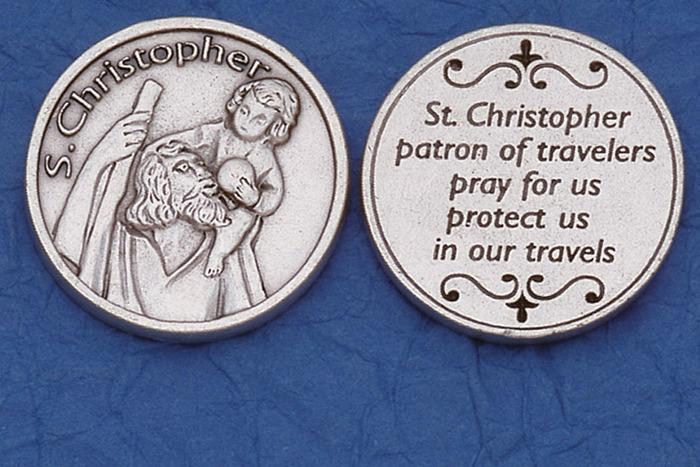 S. Christopher
St. Christopher
patron of travelers
pray for us
protect us
in our travels